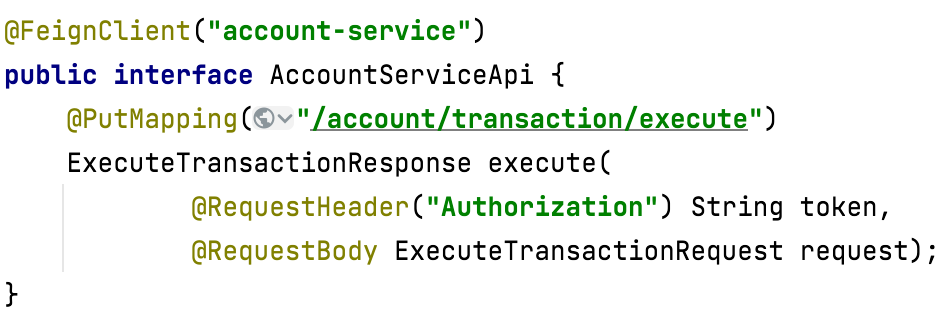 @FeignClient("account-service")
public interface AccountServiceApi {
@PutMapping("/account/transaction/execute")
ExecuteTransactionResponse execute(
@RequestHeader("Authorization") String token,
@RequestBody ExecuteTransactionRequest request);
}